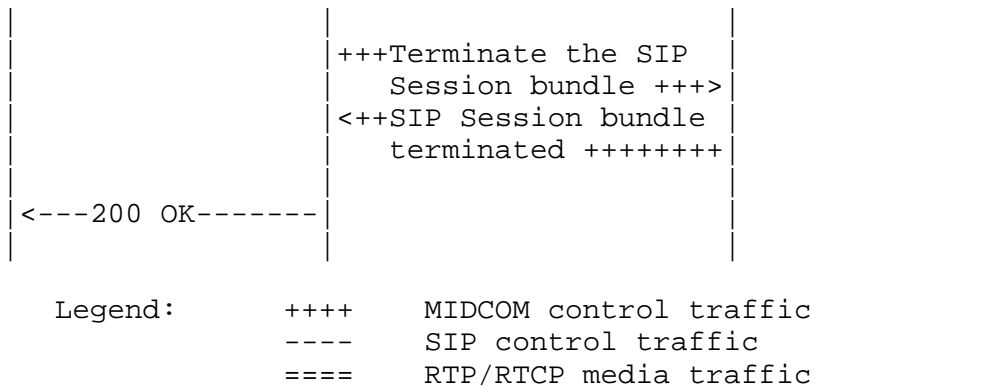 |                   |                        |
|                   |+++Terminate the SIP    |
|                   |   Session bundle +++>|
|                   |<++SIP Session bundle   |
|                   |   terminated ++++++++|
|                   |                        |
|<---200 OK-------|                        |
|                   |                        |
Legend: ++++ MIDCOM control traffic
---- SIP control traffic
==== RTP/RTCP media traffic